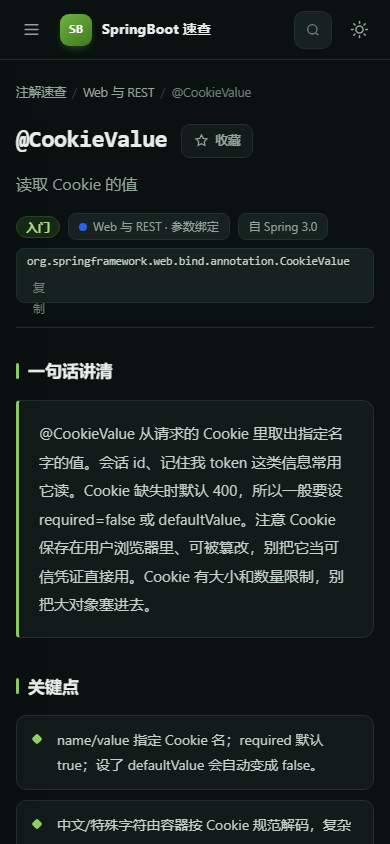 SB SpringBoot 速查
注解速查 / Web 与 REST / @CookieValue
@CookieValue 收藏
读取 Cookie 的值
入门 Web 与 REST · 参数绑定 自 Spring 3.0
org.springframework.web.bind.annotation.CookieValue
复
制
一句话讲清
@CookieValue 从请求的 Cookie 里取出指定名
字的值。会话 id、记住我 token 这类信息常用
它读。Cookie 缺失时默认 400，所以一般要设
required=false 或 defaultValue。注意 Cookie
保存在用户浏览器里、可被篡改，别把它当可
信凭证直接用。Cookie 有大小和数量限制，别
把大对象塞进去。
关键点
name/value 指定 Cookie 名；required 默认
true；设了 defaultValue 会自动变成 false。
中文/特殊字符由容器按 Cookie 规范解码，复杂